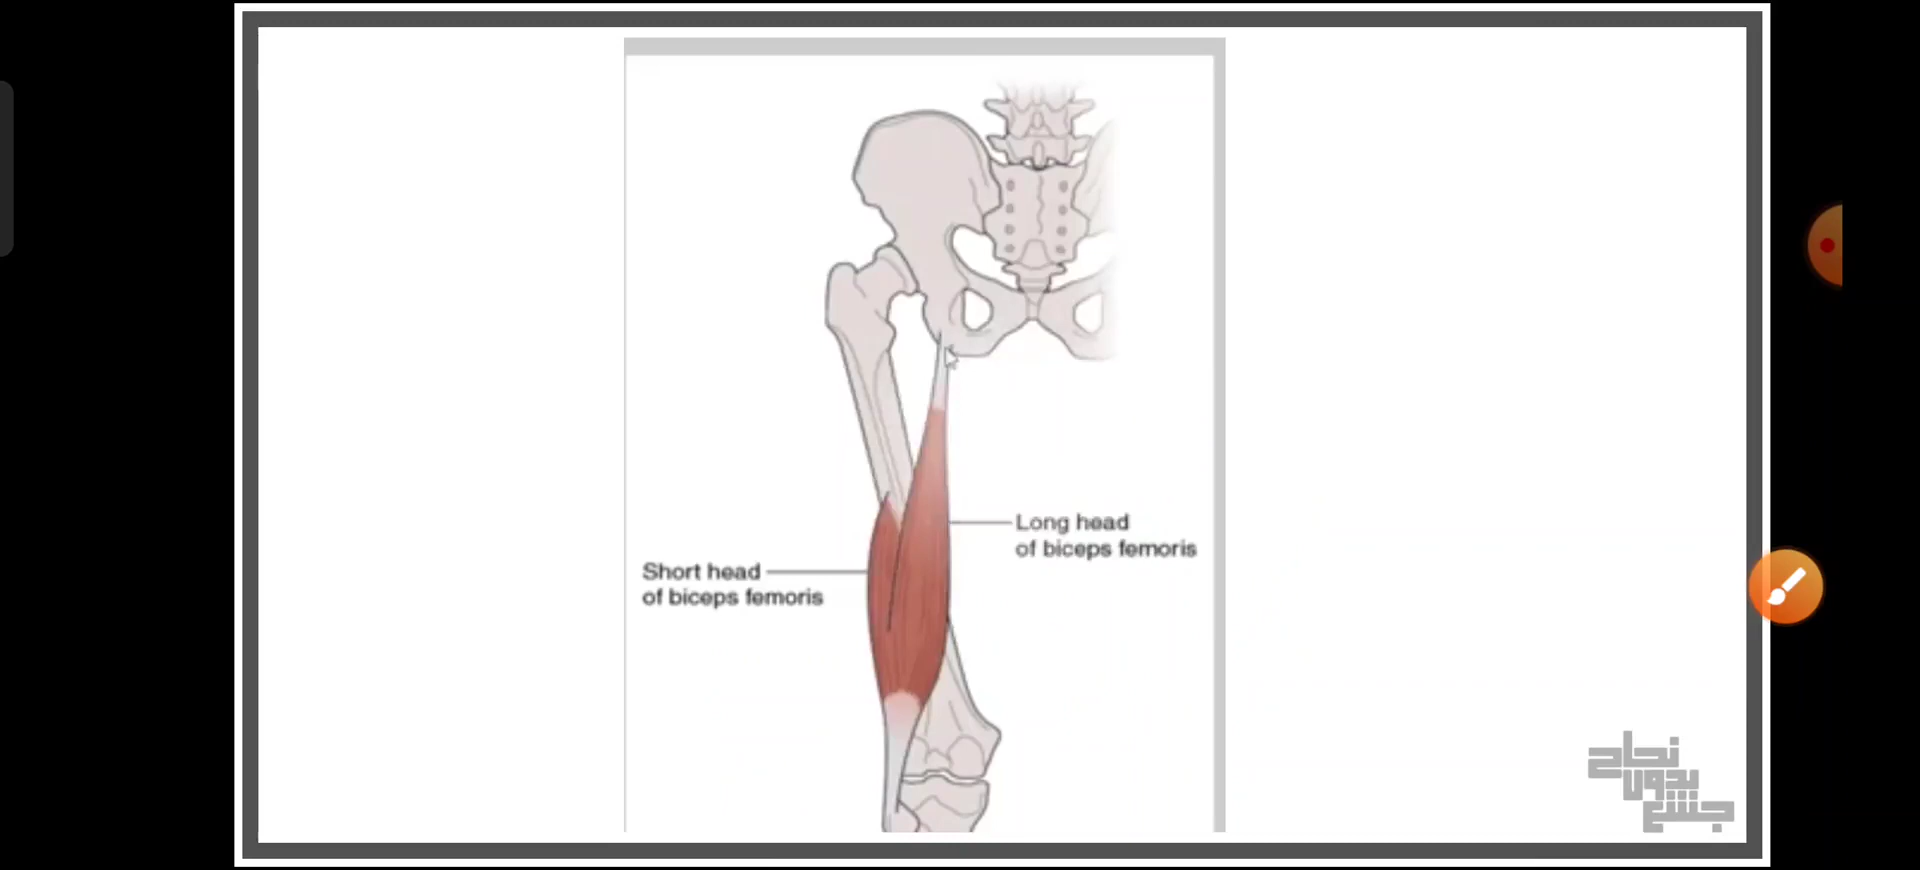 Long head
of biceps femoris
Short head
of biceps femoris
نجاح
بدون
جشع